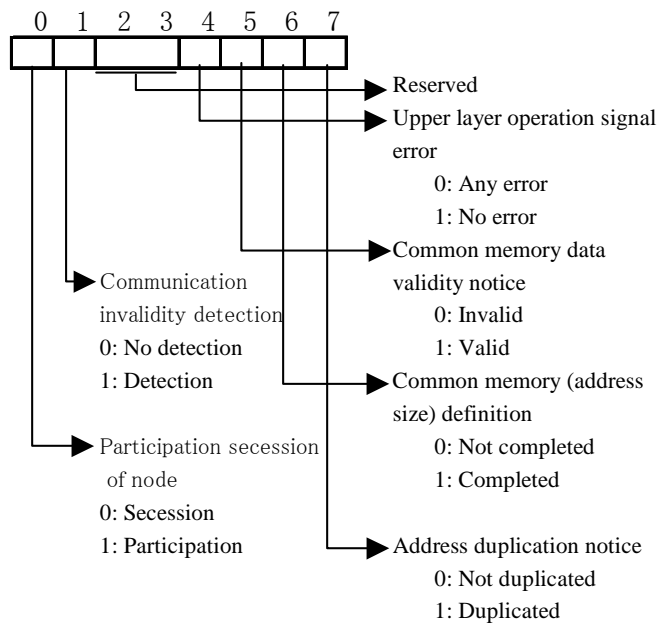 0 1 2 3 4 5 6 7
Reserved
Upper layer operation signal
error
0: Any error
1: No error
Common memory data
validity notice
0: Invalid
1: Valid
Common memory (address
size) definition
0: Not completed
1: Completed
Address duplication notice
0: Not duplicated
1: Duplicated
Communication
invalidity detection
0: No detection
1: Detection
Participation secession
of node
0: Secession
1: Participation